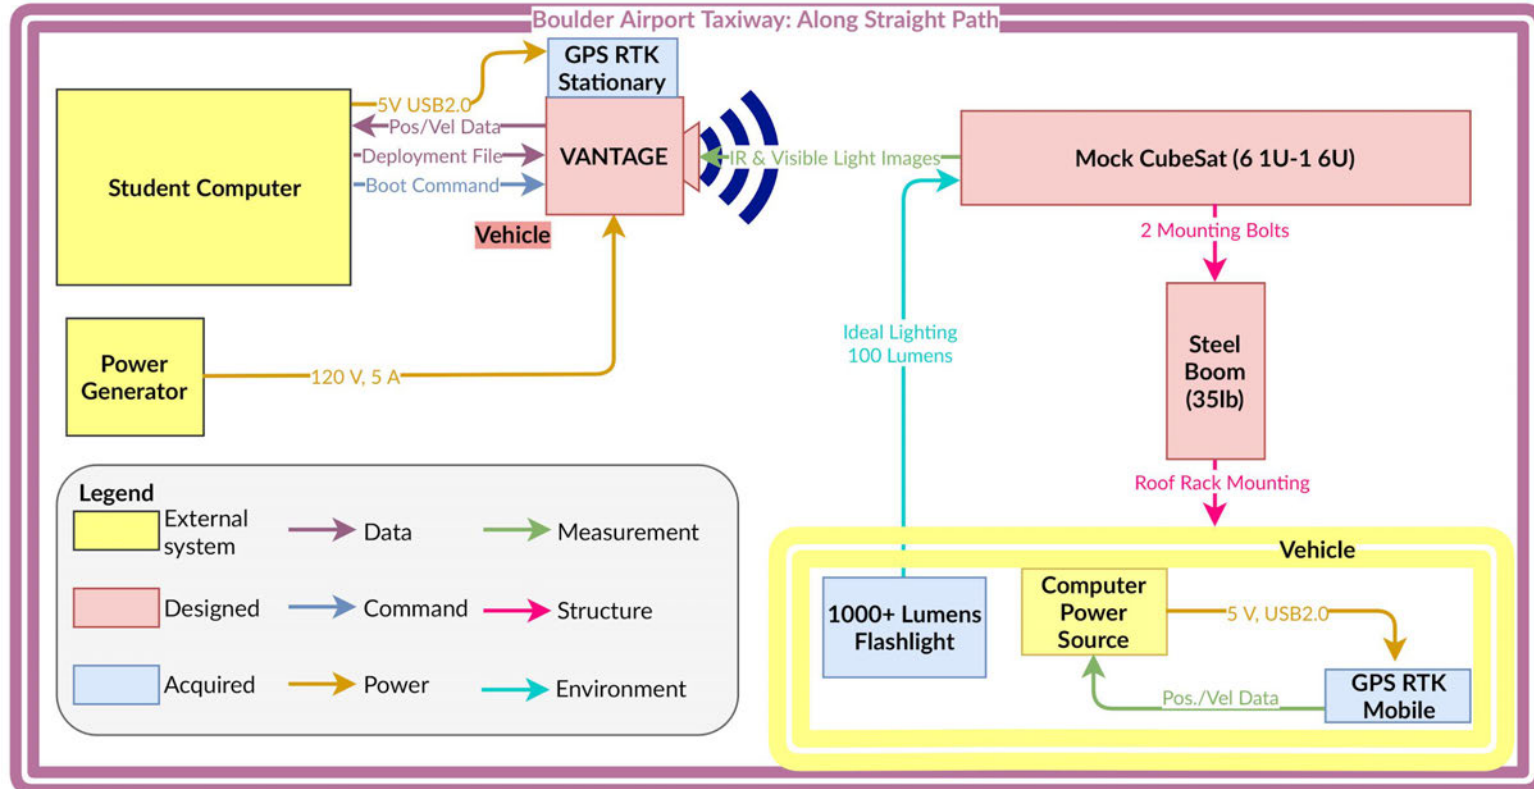 Boulder Airport Taxiway: Along Straight Path
GPS RTK
Stationary
5V USB2.0
Pos/Vel Data
Deployment File
Boot Command
Student Computer
VANTAGE
Vehicle
IR & Visible Light Images
Mock CubeSat (6 1U-1 6U)
2 Mounting Bolts
Ideal Lighting
100 Lumens
Steel
Boom
(35lb)
Roof Rack Mounting
Power
Generator
120 V, 5 A
Legend
External
system
Data
Measurement
Designed
Command
Structure
Acquired
Power
Environment
Vehicle
1000+ Lumens
Flashlight
Computer
Power
Source
5 V, USB2.0
Pos./Vel Data
GPS RTK
Mobile